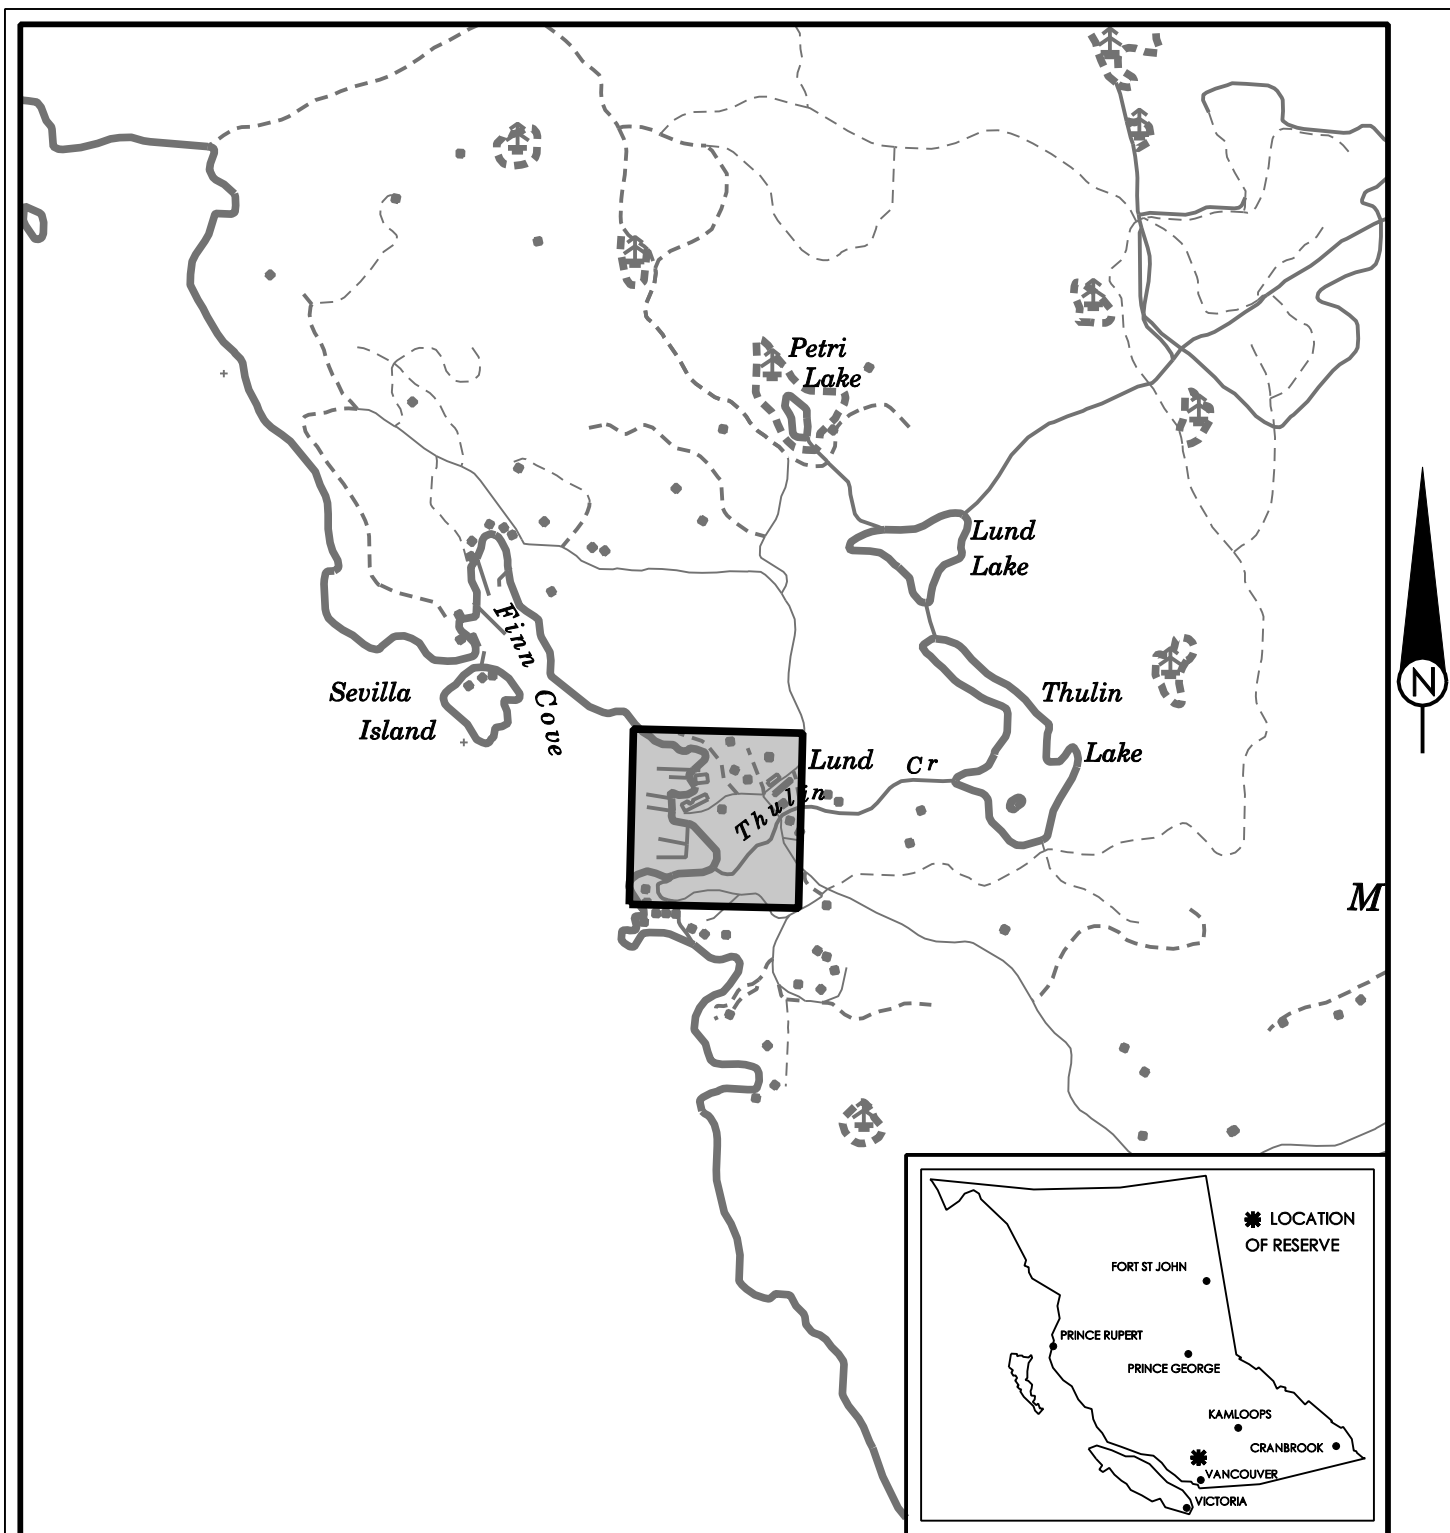 Petri
Lake
Lund
Lake
Finn
Cove
Sevilla
Island
Thulin
Lake
Lund
Cr
Thulin
M
N
LOCATION
OF RESERVE
FORT ST JOHN
PRINCE RUPERT
PRINCE GEORGE
KAMLOOPS
CRANBROOK
VANCOUVER
VICTORIA